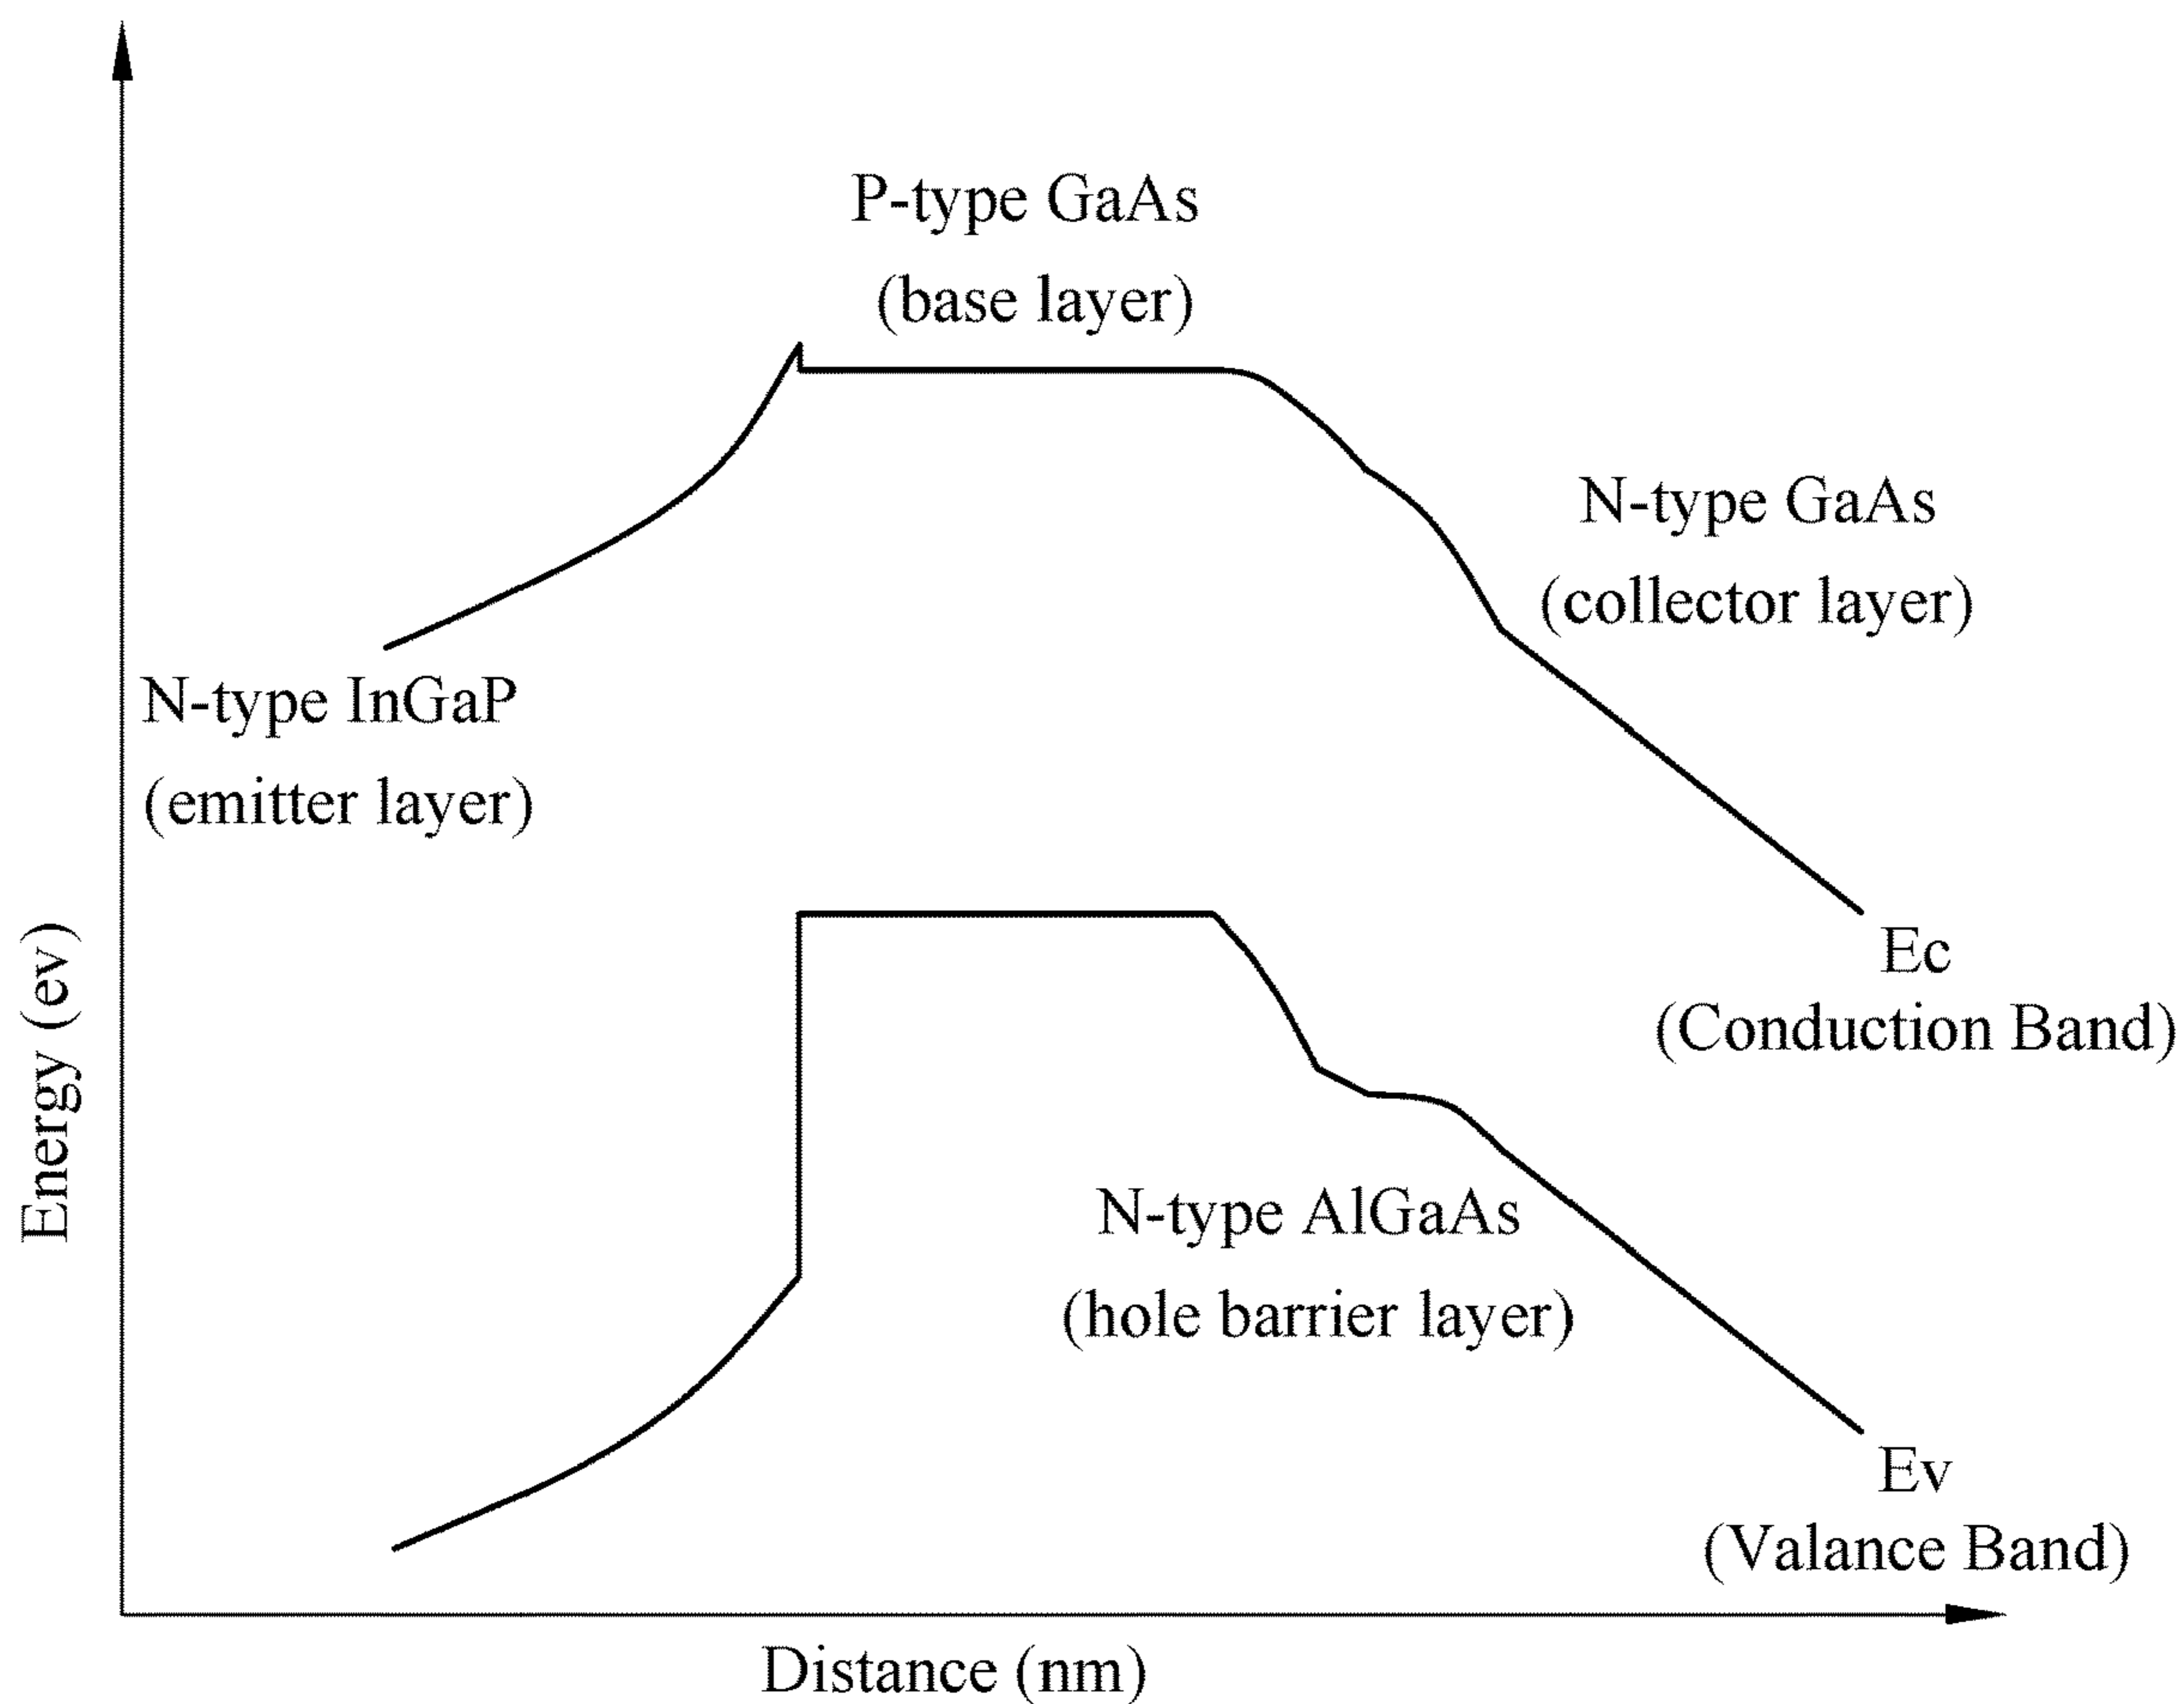 P-type GaAs
(base layer)
N-type GaAs
(collector layer)
N-type InGaP
(emitter layer)
Ec
(Conduction Band)
Energy (ev)
N-type AlGaAs
(hole barrier layer)
Ev
(Valance Band)
Distance (nm)